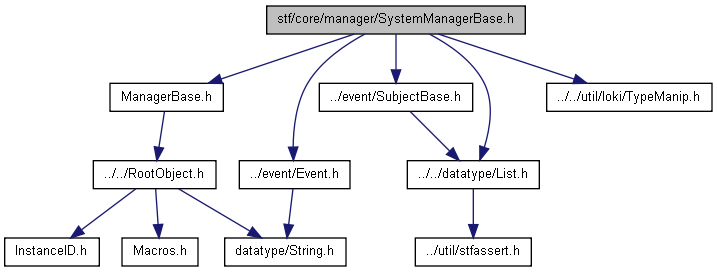 stf/core/manager/SystemManagerBase.h
ManagerBase.h
../event/SubjectBase.h
../../util/loki/TypeManip.h
../../RootObject.h
../event/Event.h
../../datatype/List.h
InstanceID.h
Macros.h
datatype/String.h
../util/stfassert.h